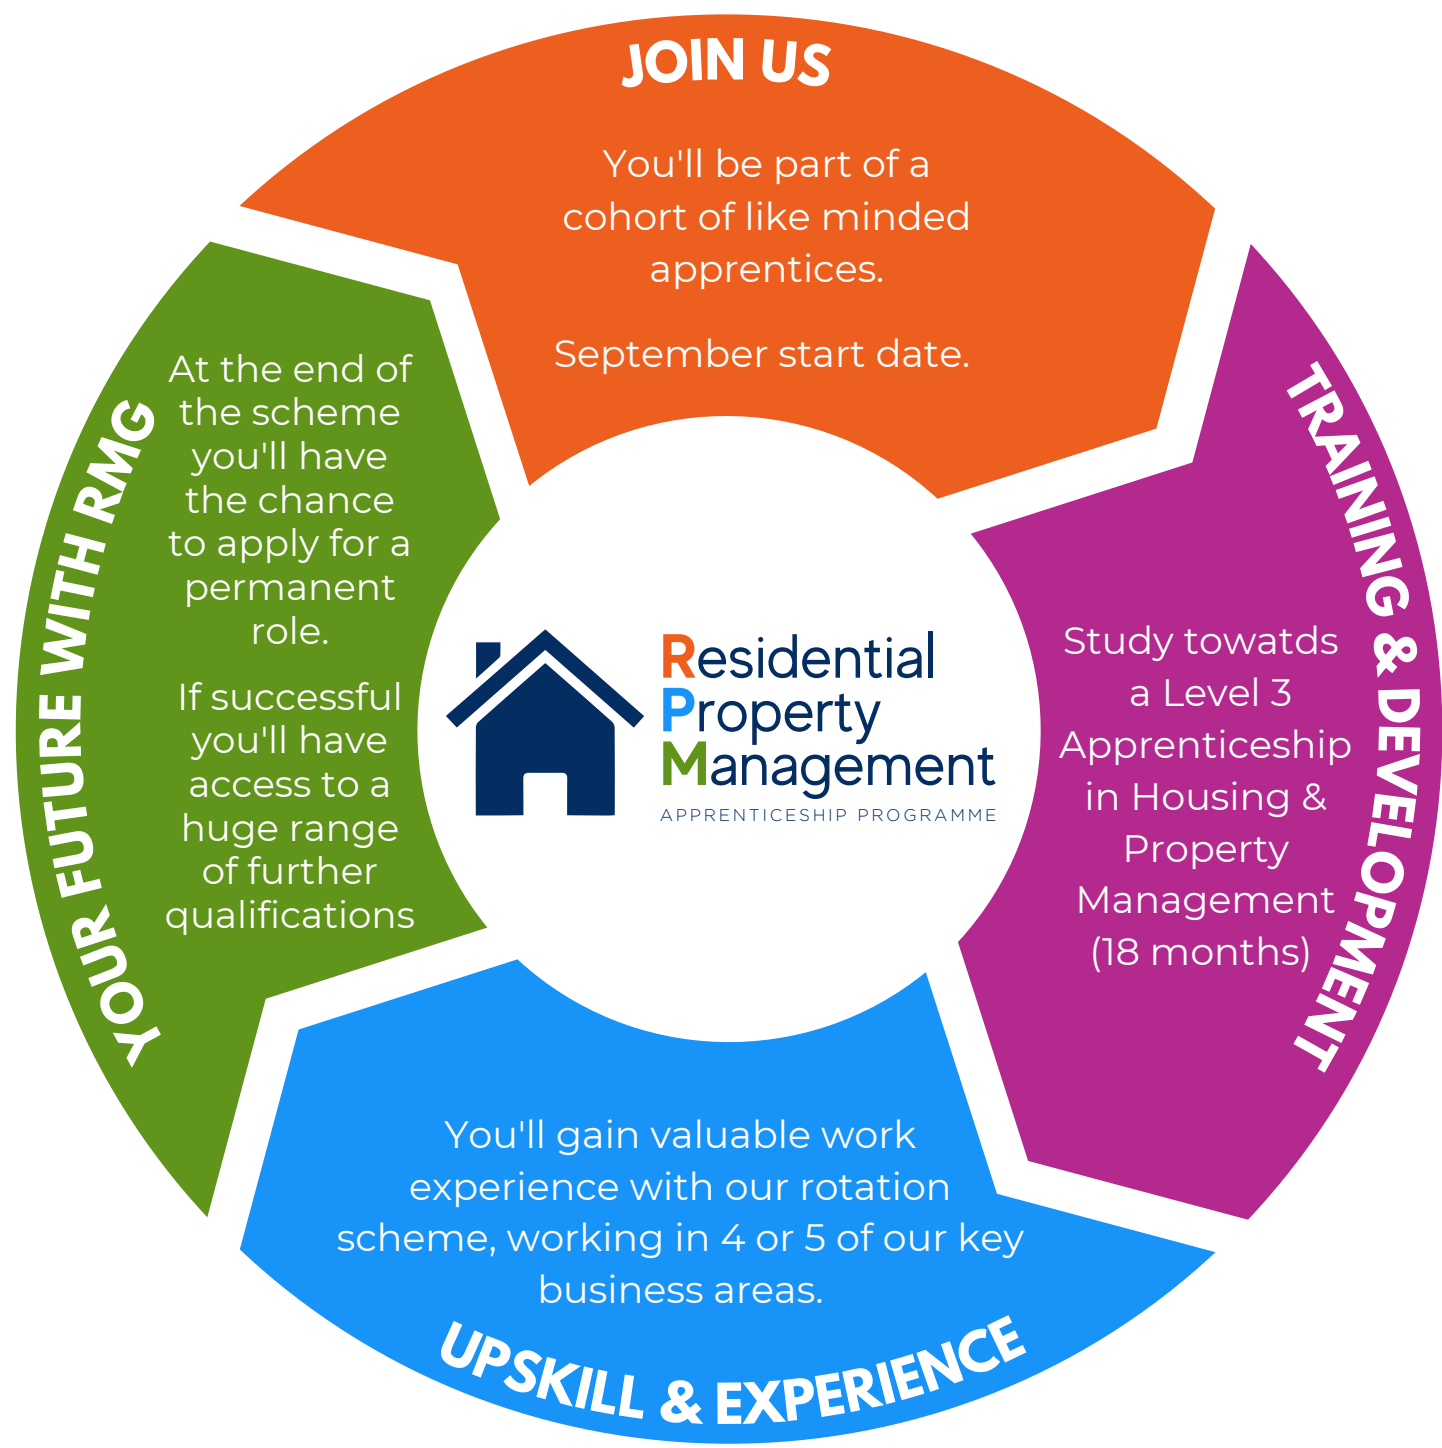 JOIN US
You'll be part of a
cohort of like minded
apprentices.
September start date.
TRAINING & DEVELOPMENT
Study towatds
a Level 3
Apprenticeship
in Housing &
Property
Management
(18 months)
You'll gain valuable work
experience with our rotation
scheme, working in 4 or 5 of our key
business areas.
UPSKILL & EXPERIENCE
YOUR FUTURE WITH RMG
At the end of
the scheme
you'll have
the chance
to apply for a
permanent
role.
If successful
you'll have
access to a
huge range
of further
qualifications
Residential
Property
Management
APPRENTICESHIP PROGRAMME